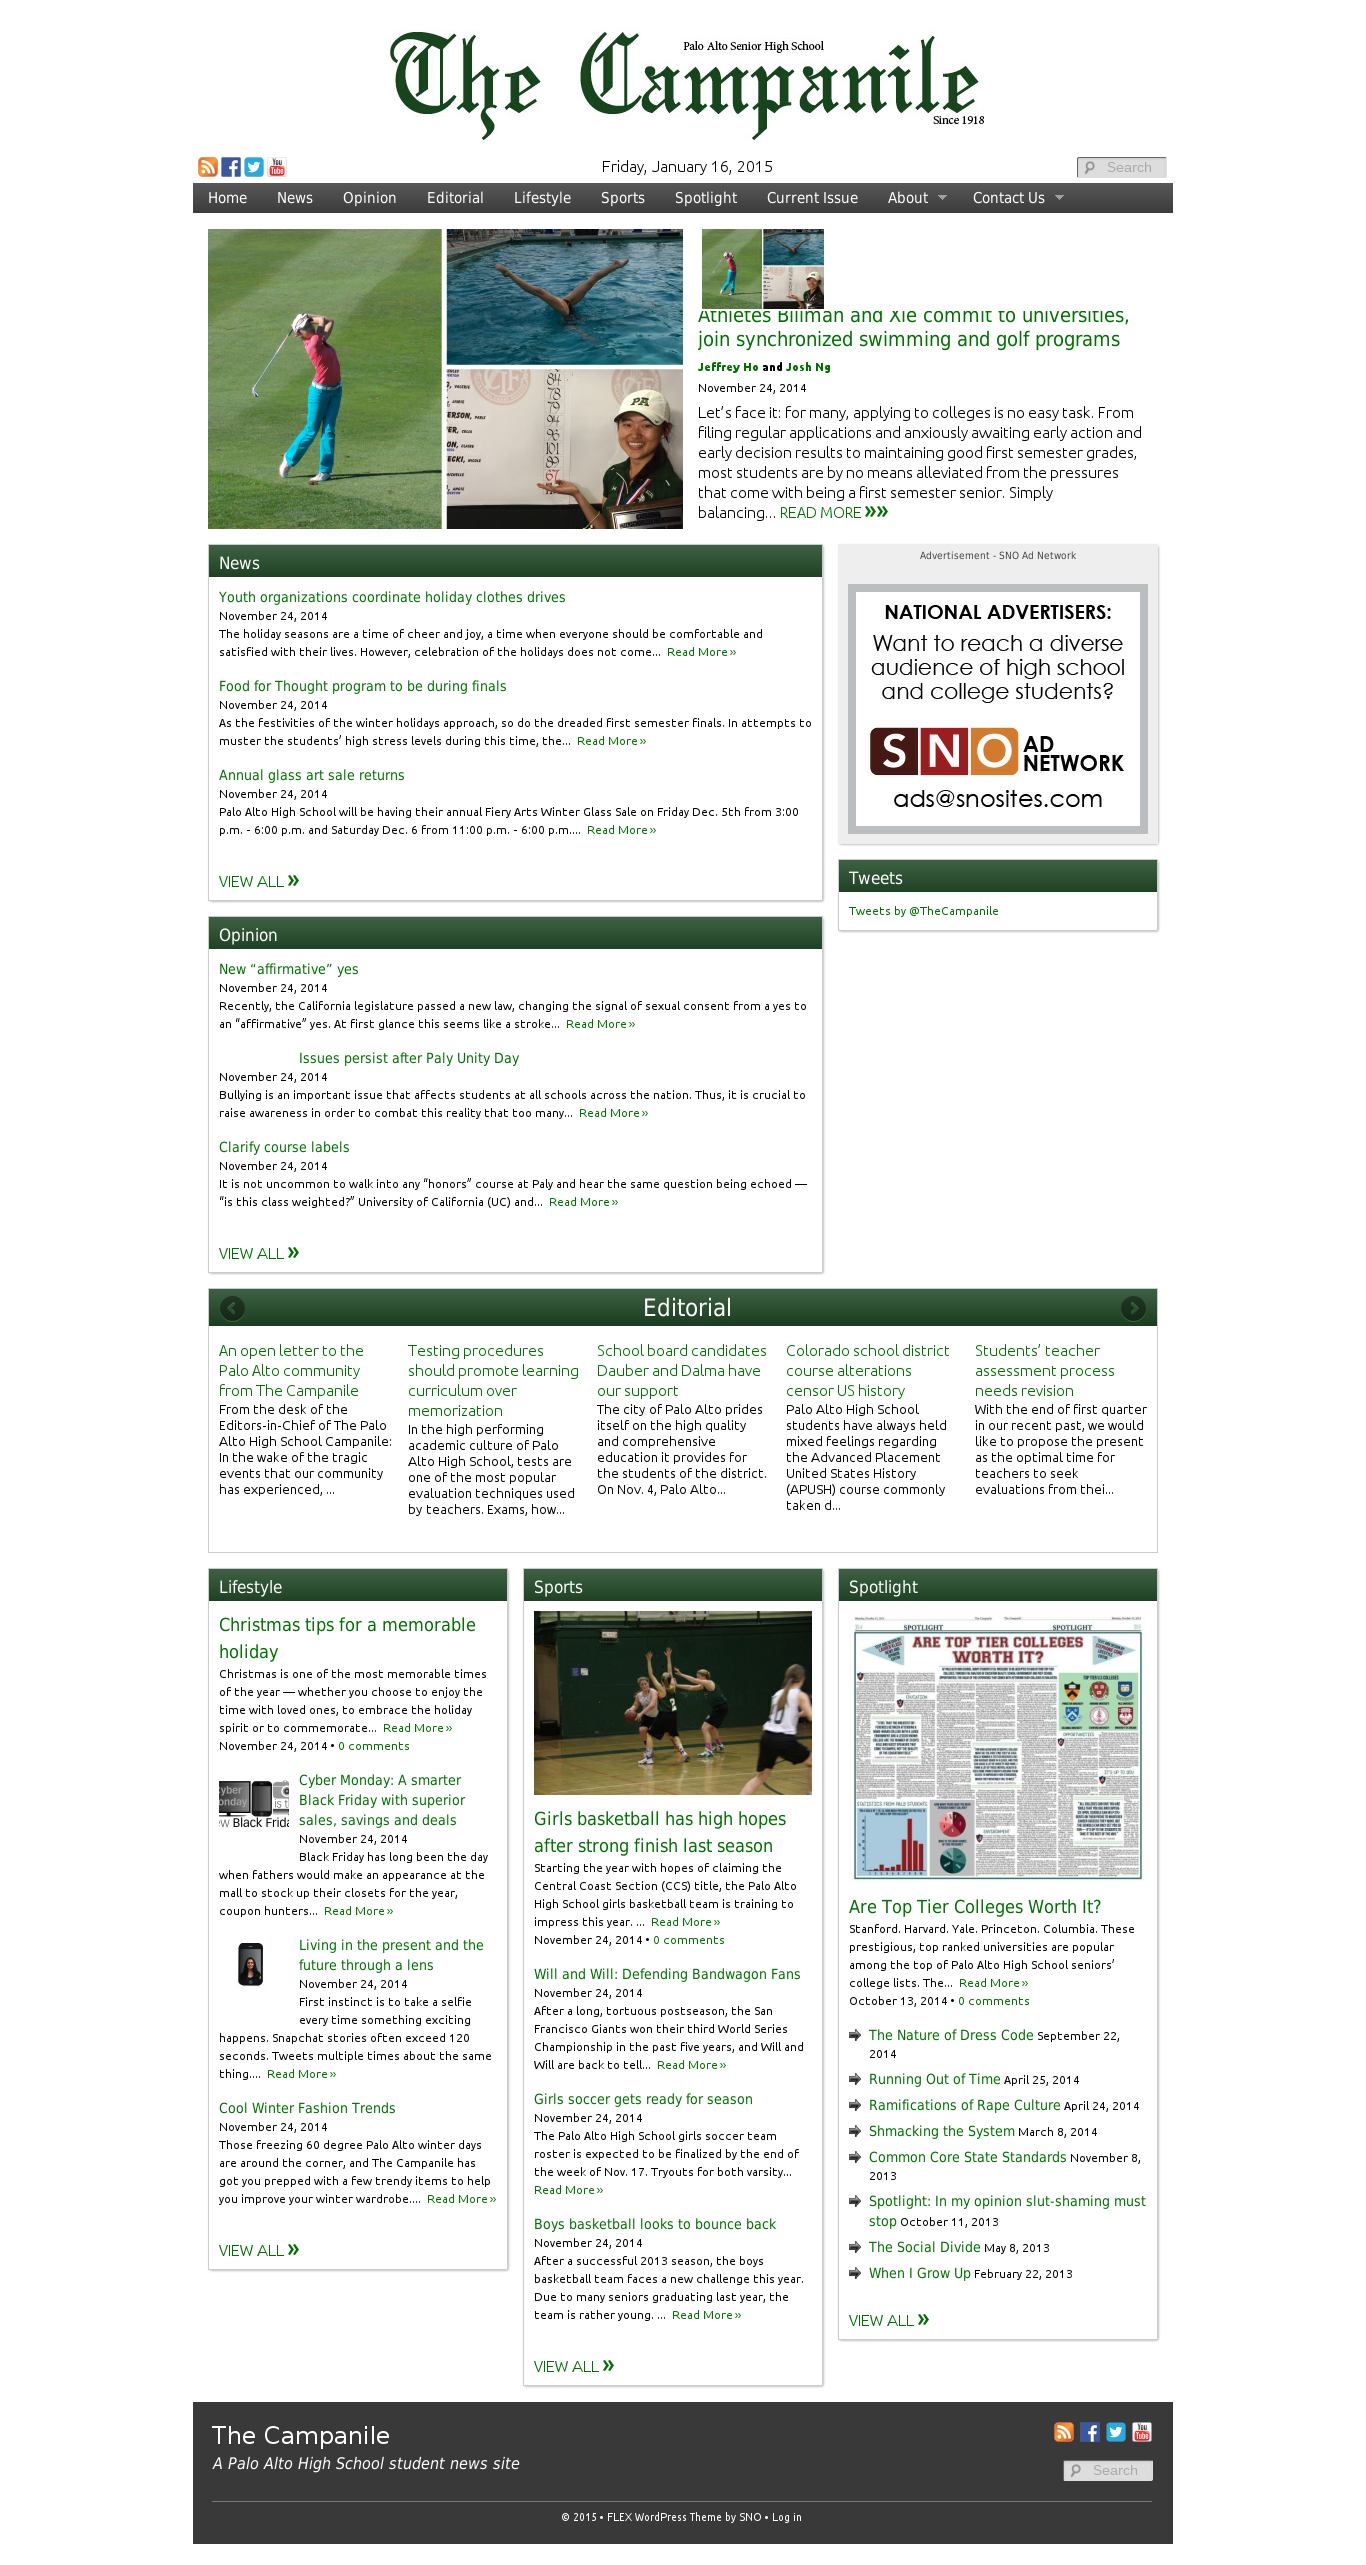 Palo Alto Senior High School
The Campanile
Since 1918
Friday, January 16, 2015
Search
Home News Opinion Editorial Lifestyle Sports Spotlight Current Issue About Contact Us
Athletes Billman and Xie commit to universities,
join synchronized swimming and golf programs
Jeffrey Ho and Josh Ng
November 24, 2014
Let’s face it: for many, applying to colleges is no easy task. From
filing regular applications and anxiously awaiting early action and
early decision results to maintaining good first semester grades,
most students are by no means alleviated from the pressures
that come with being a first semester senior. Simply
balancing... READ MORE »»
News
Youth organizations coordinate holiday clothes drives
November 24, 2014
The holiday seasons are a time of cheer and joy, a time when everyone should be comfortable and
satisfied with their lives. However, celebration of the holidays does not come... Read More »
Food for Thought program to be during finals
November 24, 2014
As the festivities of the winter holidays approach, so do the dreaded first semester finals. In attempts to
muster the students’ high stress levels during this time, the... Read More »
Annual glass art sale returns
November 24, 2014
Palo Alto High School will be having their annual Fiery Arts Winter Glass Sale on Friday Dec. 5th from 3:00
p.m. - 6:00 p.m. and Saturday Dec. 6 from 11:00 p.m. - 6:00 p.m.... Read More »
VIEW ALL »
Advertisement - SNO Ad Network
NATIONAL ADVERTISERS:
Want to reach a diverse
audience of high school
and college students?
SNO AD
NETWORK
ads@snosites.com
Tweets
Tweets by @TheCampanile
Opinion
New “affirmative” yes
November 24, 2014
Recently, the California legislature passed a new law, changing the signal of sexual consent from a yes to
an “affirmative” yes. At first glance this seems like a stroke... Read More »
Issues persist after Paly Unity Day
November 24, 2014
Bullying is an important issue that affects students at all schools across the nation. Thus, it is crucial to
raise awareness in order to combat this reality that too many... Read More »
Clarify course labels
November 24, 2014
It is not uncommon to walk into any “honors” course at Paly and hear the same question being echoed —
“is this class weighted?” University of California (UC) and... Read More »
VIEW ALL »
Editorial
An open letter to the
Palo Alto community
from The Campanile
From the desk of the
Editors-in-Chief of The Palo
Alto High School Campanile:
In the wake of the tragic
events that our community
has experienced, ...
Testing procedures
should promote learning
curriculum over
memorization
In the high performing
academic culture of Palo
Alto High School, tests are
one of the most popular
evaluation techniques used
by teachers. Exams, how...
School board candidates
Dauber and Dalma have
our support
The city of Palo Alto prides
itself on the high quality
and comprehensive
education it provides for
the students of the district.
On Nov. 4, Palo Alto...
Colorado school district
course alterations
censor US history
Palo Alto High School
students have always held
mixed feelings regarding
the Advanced Placement
United States History
(APUSH) course commonly
taken d...
Students’ teacher
assessment process
needs revision
With the end of first quarter
in our recent past, we would
like to propose the present
as the optimal time for
teachers to seek
evaluations from thei...
Lifestyle
Christmas tips for a memorable
holiday
Christmas is one of the most memorable times
of the year — whether you choose to enjoy the
time with loved ones, to embrace the holiday
spirit or to commemorate... Read More »
November 24, 2014 • 0 comments
Cyber Monday: A smarter
Black Friday with superior
sales, savings and deals
November 24, 2014
Black Friday has long been the day
when fathers would make an appearance at the
mall to stock up their closets for the year,
coupon hunters... Read More »
Living in the present and the
future through a lens
November 24, 2014
First instinct is to take a selfie
every time something exciting
happens. Snapchat stories often exceed 120
seconds. Tweets multiple times about the same
thing.... Read More »
Cool Winter Fashion Trends
November 24, 2014
Those freezing 60 degree Palo Alto winter days
are around the corner, and The Campanile has
got you prepped with a few trendy items to help
you improve your winter wardrobe.... Read More »
VIEW ALL »
Sports
Girls basketball has high hopes
after strong finish last season
Starting the year with hopes of claiming the
Central Coast Section (CCS) title, the Palo Alto
High School girls basketball team is training to
impress this year. ... Read More »
November 24, 2014 • 0 comments
Will and Will: Defending Bandwagon Fans
November 24, 2014
After a long, tortuous postseason, the San
Francisco Giants won their third World Series
Championship in the past five years, and Will and
Will are back to tell... Read More »
Girls soccer gets ready for season
November 24, 2014
The Palo Alto High School girls soccer team
roster is expected to be finalized by the end of
the week of Nov. 17. Tryouts for both varsity...
Read More »
Boys basketball looks to bounce back
November 24, 2014
After a successful 2013 season, the boys
basketball team faces a new challenge this year.
Due to many seniors graduating last year, the
team is rather young. ... Read More »
VIEW ALL »
Spotlight
SPOTLIGHT SPOTLIGHT
ARE TOP TIER COLLEGES
WORTH IT?
Are Top Tier Colleges Worth It?
Stanford. Harvard. Yale. Princeton. Columbia. These
prestigious, top ranked universities are popular
among the top of Palo Alto High School seniors’
college lists. The... Read More »
October 13, 2014 • 0 comments
The Nature of Dress Code September 22,
2014
Running Out of Time April 25, 2014
Ramifications of Rape Culture April 24, 2014
Shmacking the System March 8, 2014
Common Core State Standards November 8,
2013
Spotlight: In my opinion slut-shaming must
stop October 11, 2013
The Social Divide May 8, 2013
When I Grow Up February 22, 2013
VIEW ALL »
The Campanile
A Palo Alto High School student news site
Search
© 2015 • FLEX WordPress Theme by SNO • Log in